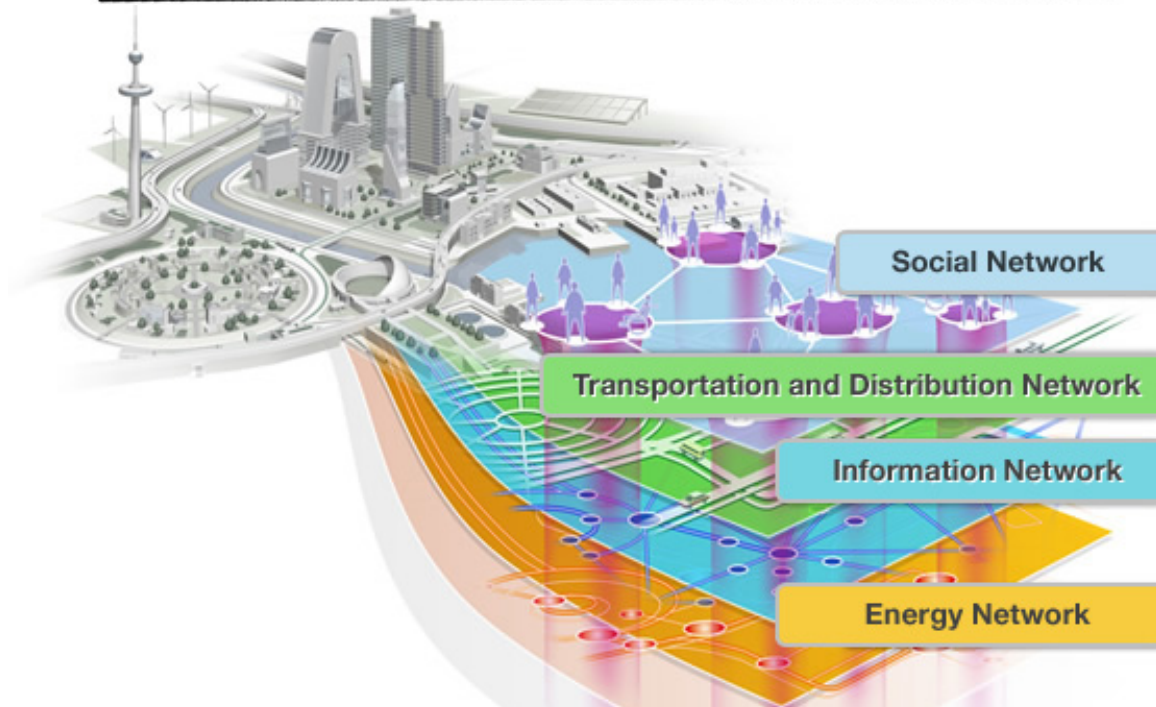 Social Network
Transportation and Distribution Network
Information Network
Energy Network